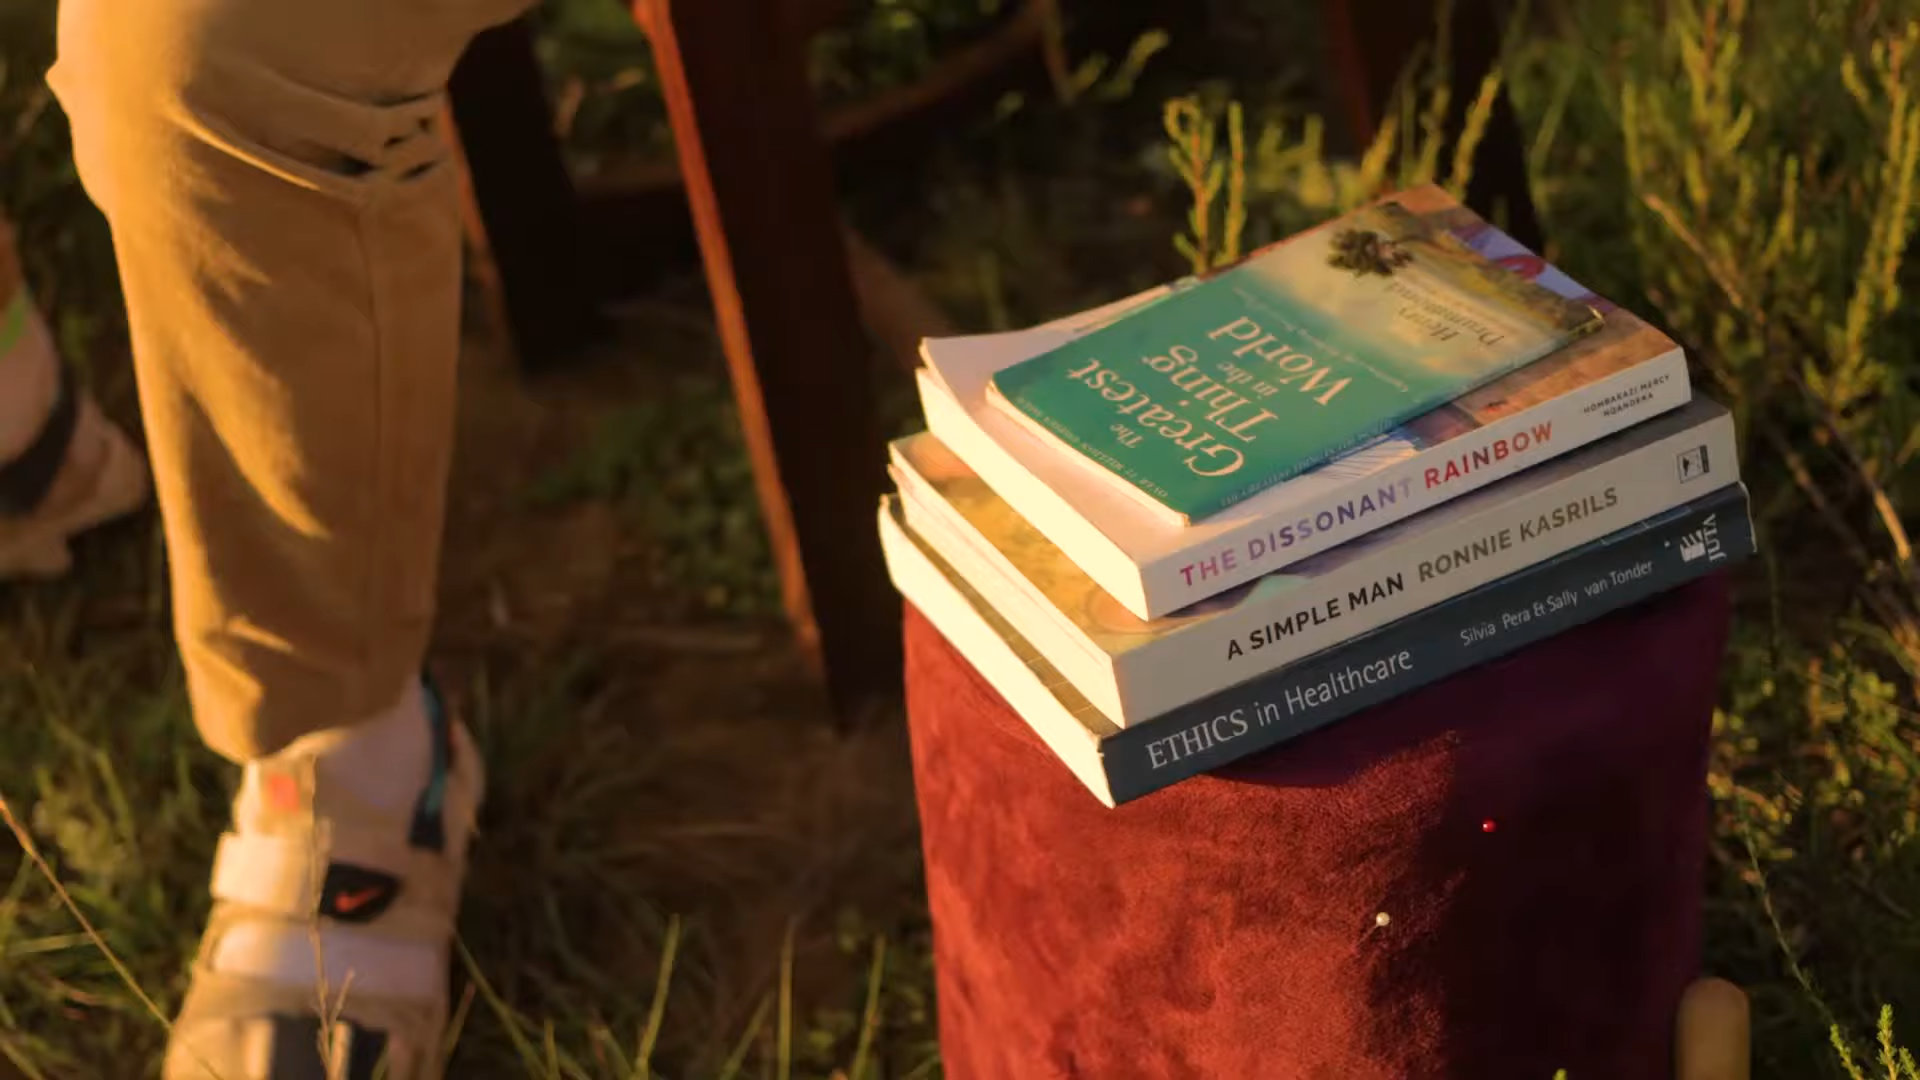 The
Greatest
Thing
in the
World
Henry
Drummond
THE DISSONANT RAINBOW
NOMBAKAZI MERCY
NQANDEKA
A SIMPLE MAN RONNIE KASRILS
ETHICS in Healthcare Silvia Pera & Sally van Tonder JUTA